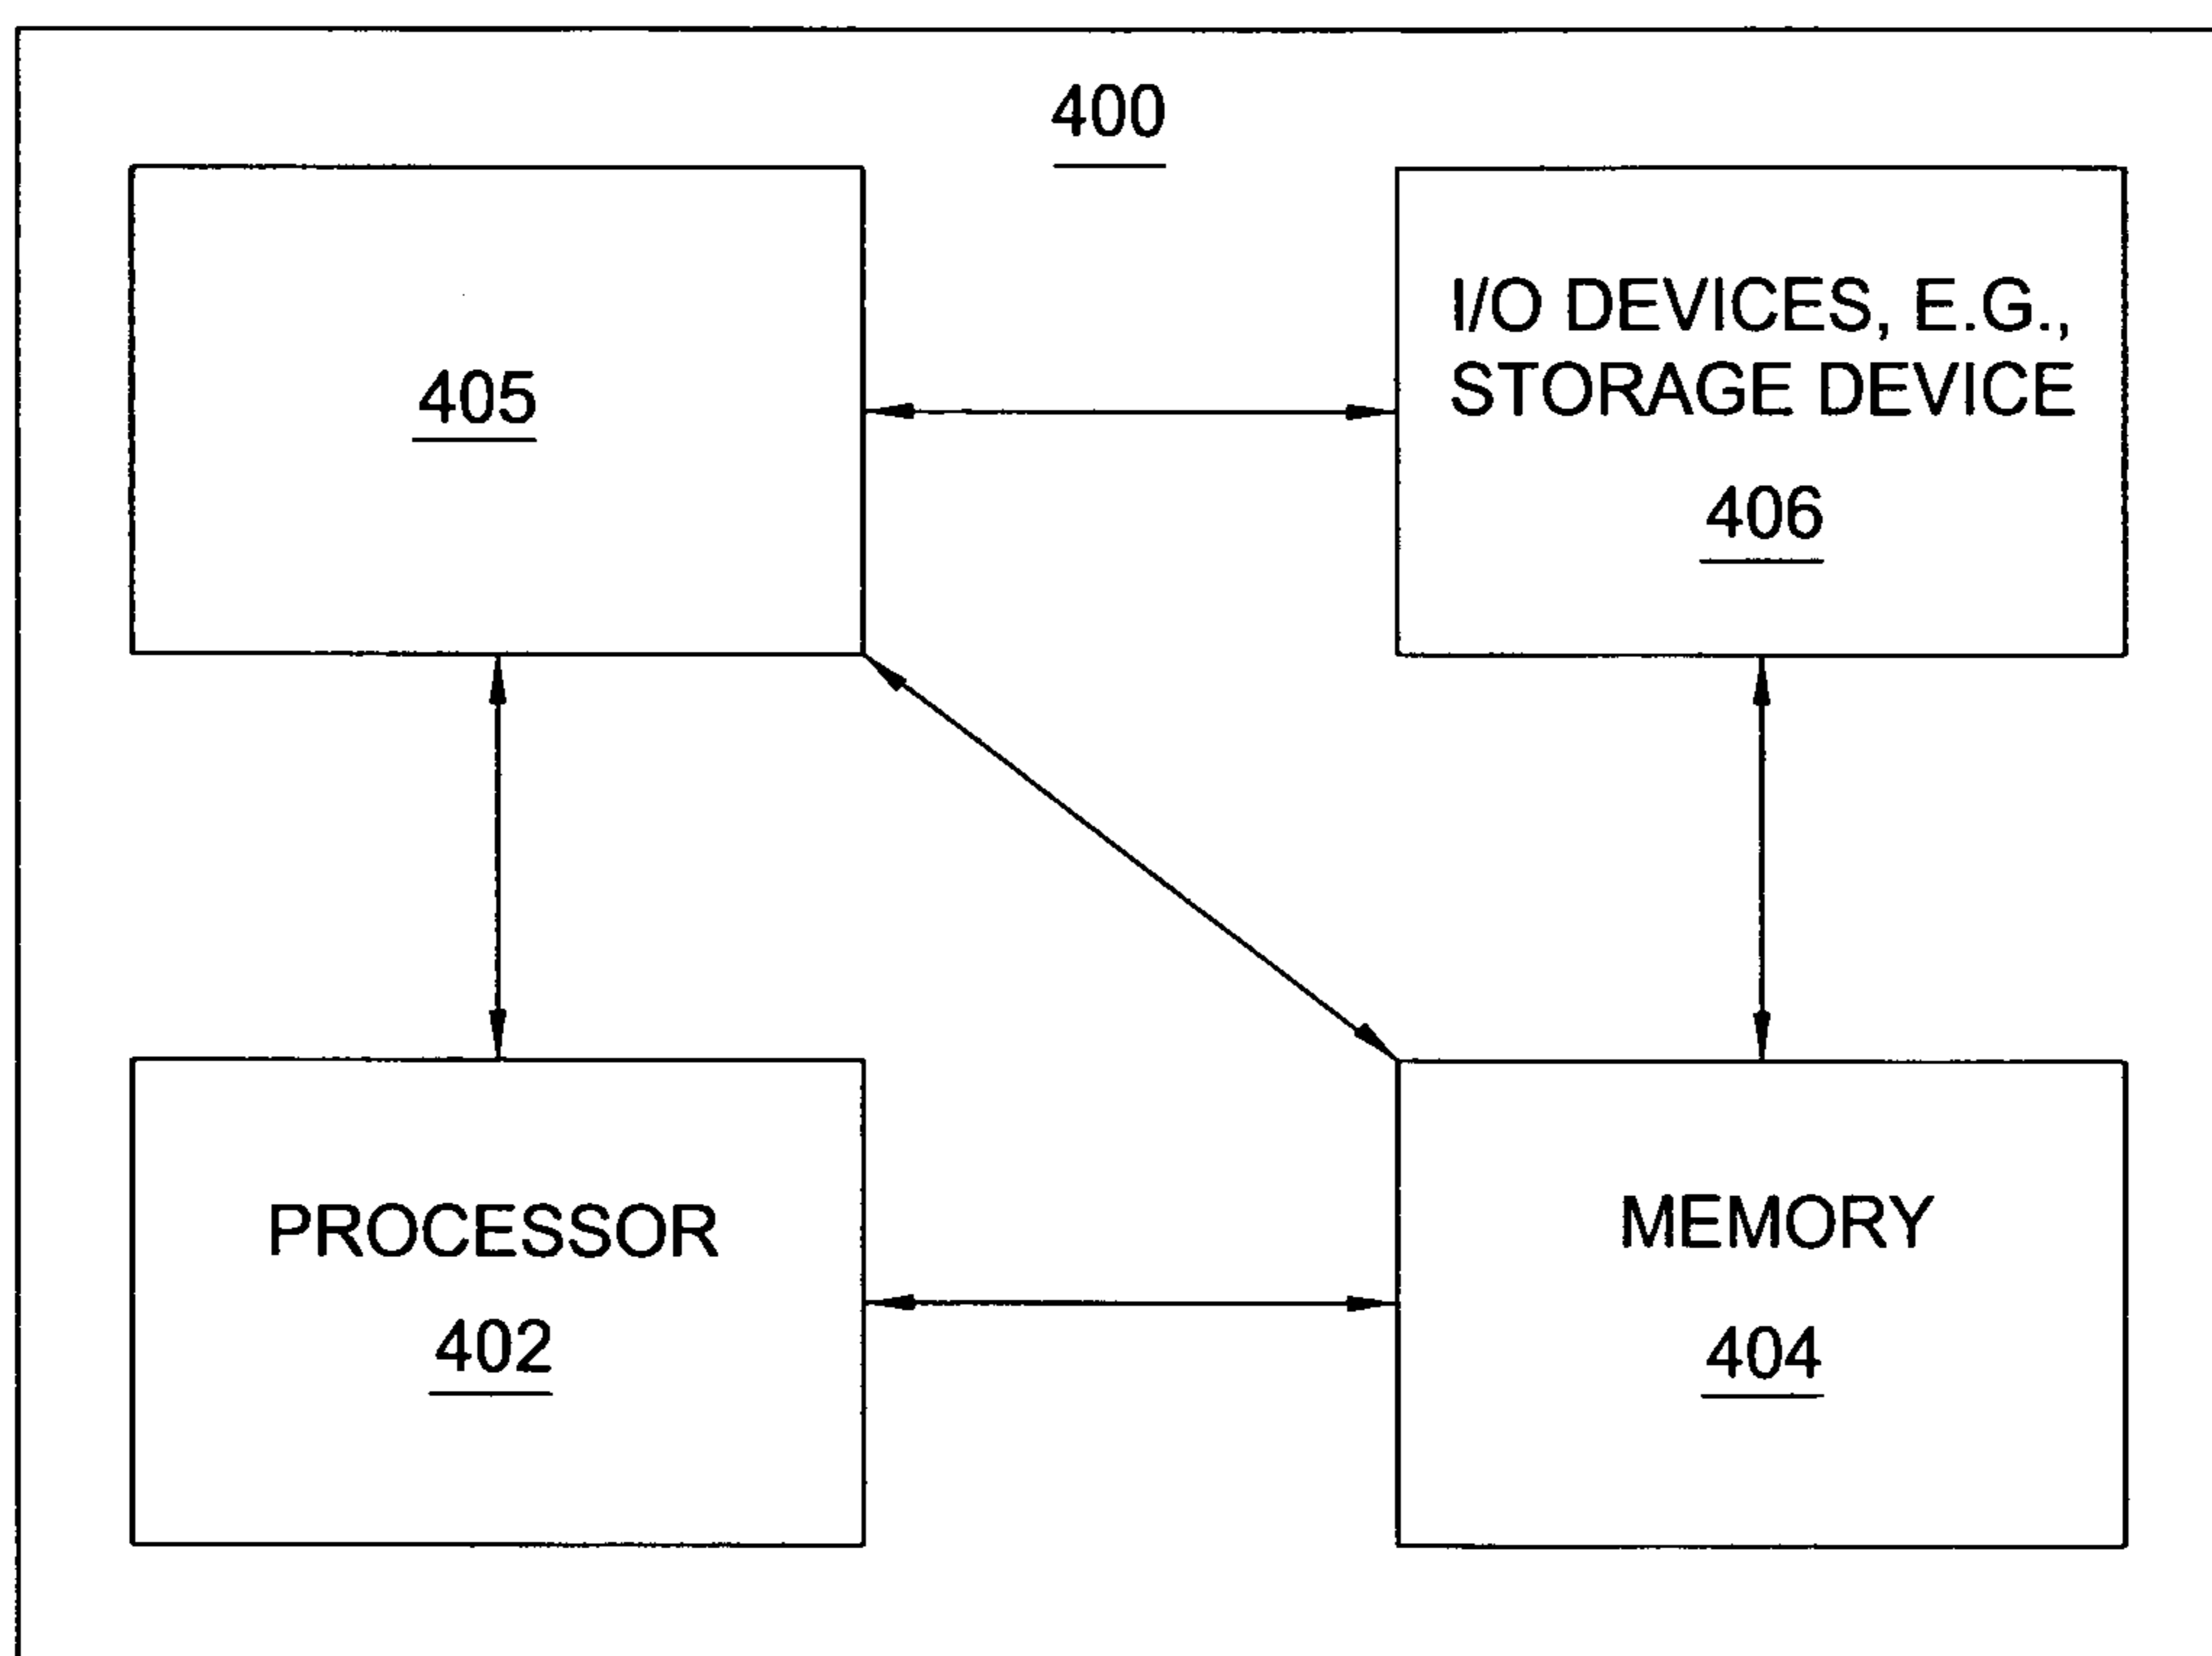 400
405
I/O DEVICES, E.G.,
STORAGE DEVICE
406
PROCESSOR
402
MEMORY
404